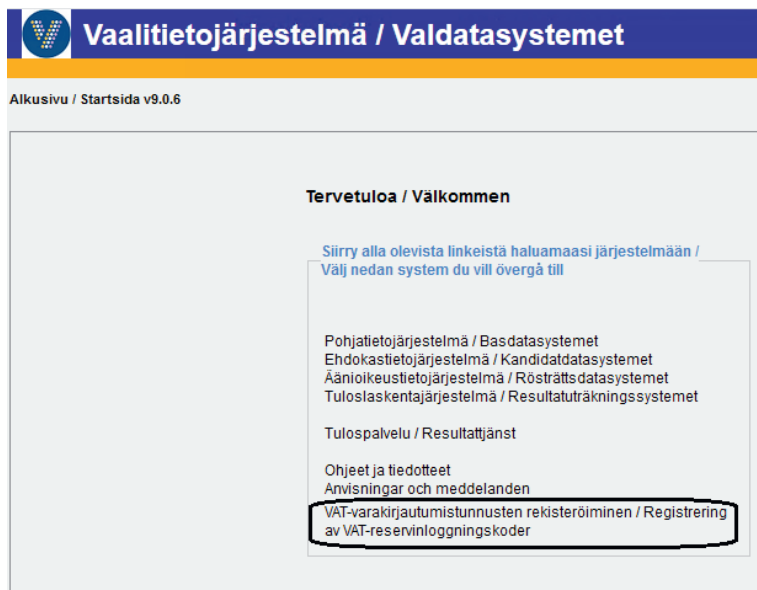 Vaalitietojärjestelmä / Valdatasystemet
Alkusivu / Startsida v9.0.6
Tervetuloa / Välkommen
Siirry alla olevista linkeistä haluamaasi järjestelmään /
Välj nedan system du vill övergå till
Pohjatietojärjestelmä / Basdatasystemet
Ehdokastietojärjestelmä / Kandidatdatasystemet
Äänioikeustietojärjestelmä / Rösträttsdatasystemet
Tuloslaskentajärjestelmä / Resultatuträkningssystemet
Tulospalvelu / Resultattjänst
Ohjeet ja tiedotteet
Anvisningar och meddelanden
VAT-varakirjautumistunnusten rekisteröiminen / Registrering
av VAT-reservinloggningskoder